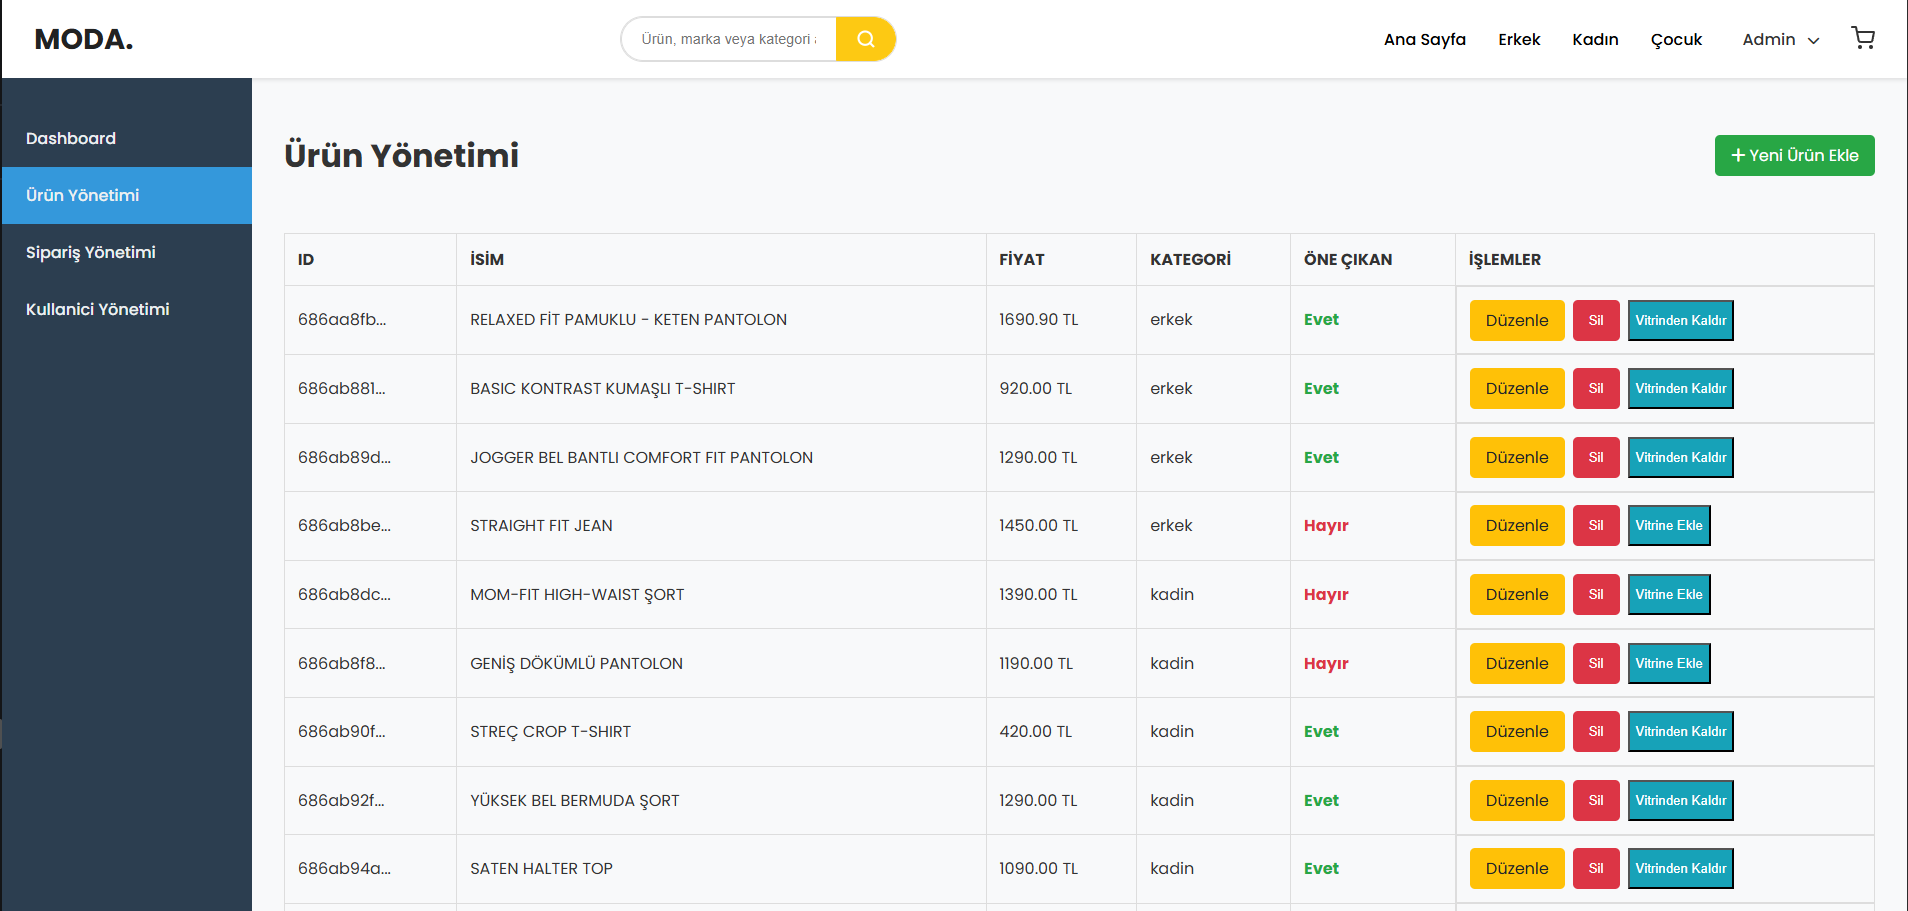 MODA.
Ürün, marka veya kategori
Ana Sayfa Erkek Kadın Çocuk Admin
Dashboard
Ürün Yönetimi
Sipariş Yönetimi
Kullanici Yönetimi
Ürün Yönetimi
+ Yeni Ürün Ekle
ID İSİM FİYAT KATEGORİ ÖNE ÇIKAN İŞLEMLER
686aa8fb... RELAXED FİT PAMUKLU - KETEN PANTOLON 1690.90 TL erkek Evet Düzenle Sil Vitrinden Kaldır
686ab881... BASIC KONTRAST KUMAŞLI T-SHIRT 920.00 TL erkek Evet Düzenle Sil Vitrinden Kaldır
686ab89d... JOGGER BEL BANTLI COMFORT FIT PANTOLON 1290.00 TL erkek Evet Düzenle Sil Vitrinden Kaldır
686ab8be... STRAIGHT FIT JEAN 1450.00 TL erkek Hayır Düzenle Sil Vitrine Ekle
686ab8dc... MOM-FIT HIGH-WAIST ŞORT 1390.00 TL kadin Hayır Düzenle Sil Vitrine Ekle
686ab8f8... GENİŞ DÖKÜMLÜ PANTOLON 1190.00 TL kadin Hayır Düzenle Sil Vitrine Ekle
686ab90f... STREÇ CROP T-SHIRT 420.00 TL kadin Evet Düzenle Sil Vitrinden Kaldır
686ab92f... YÜKSEK BEL BERMUDA ŞORT 1290.00 TL kadin Evet Düzenle Sil Vitrinden Kaldır
686ab94a... SATEN HALTER TOP 1090.00 TL kadin Evet Düzenle Sil Vitrinden Kaldır